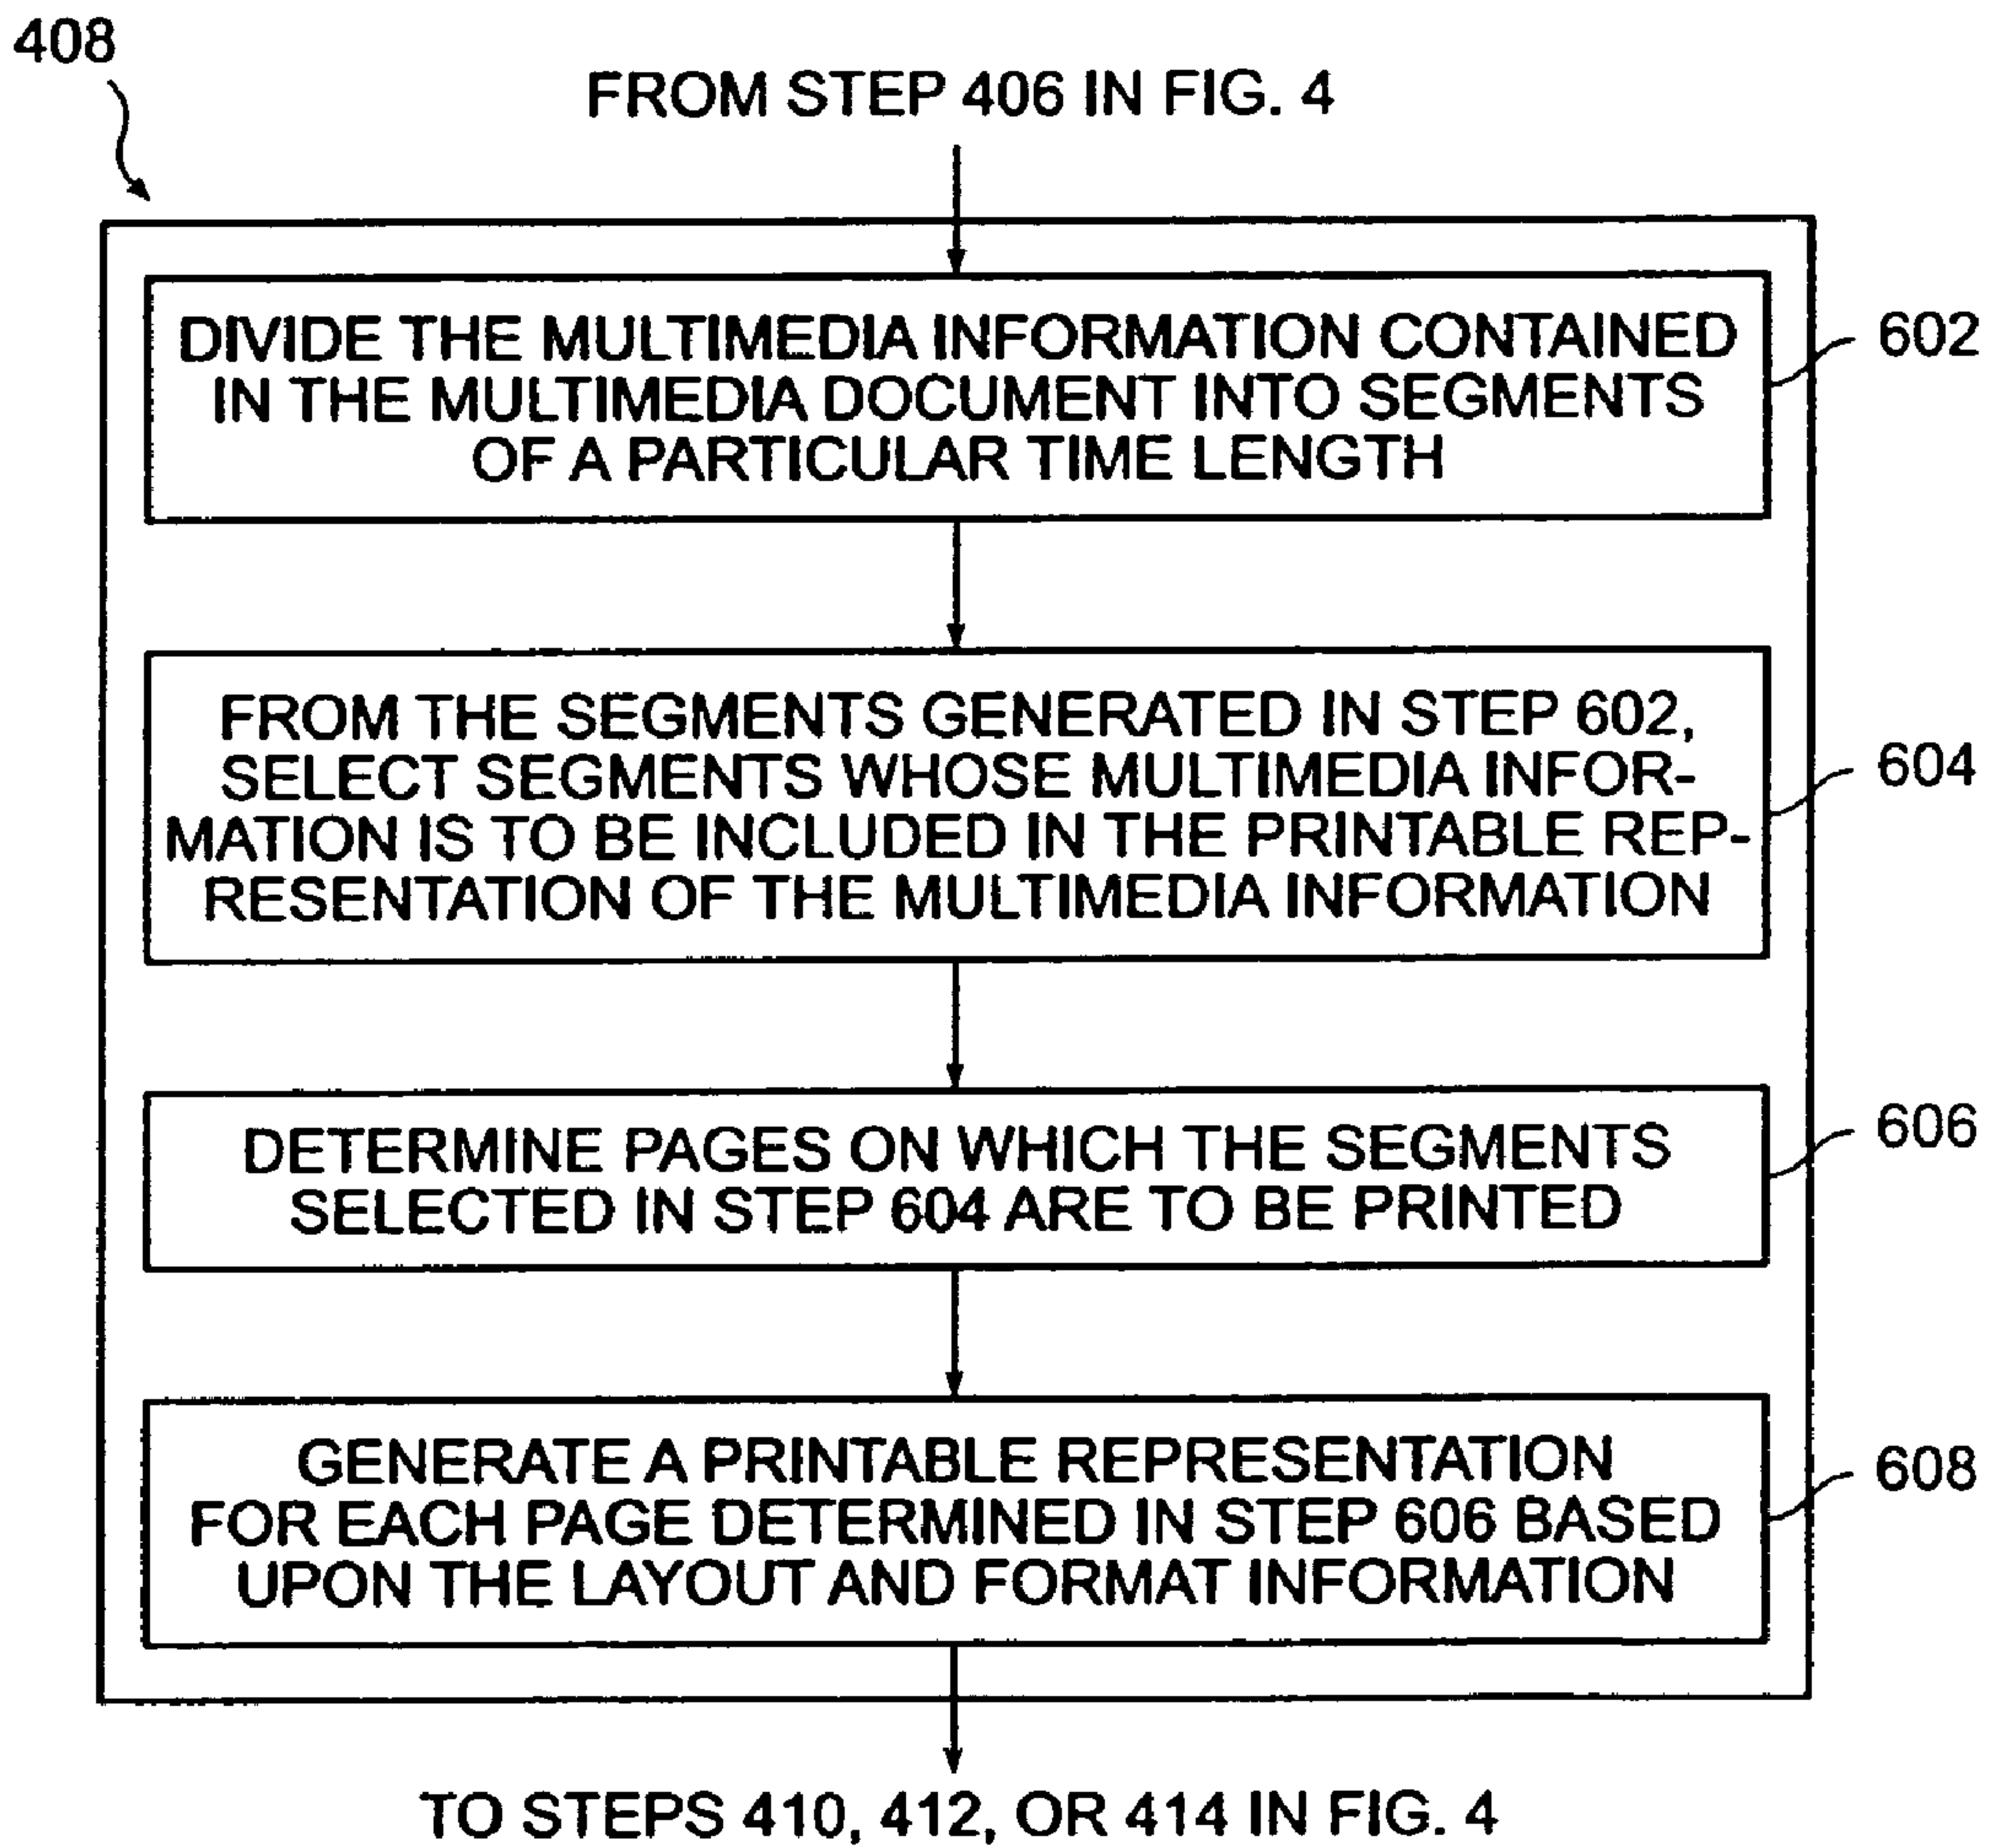 408
FROM STEP 406 IN FIG. 4
DIVIDE THE MULTIMEDIA INFORMATION CONTAINED
IN THE MULTIMEDIA DOCUMENT INTO SEGMENTS
OF A PARTICULAR TIME LENGTH
602
FROM THE SEGMENTS GENERATED IN STEP 602,
SELECT SEGMENTS WHOSE MULTIMEDIA INFOR-
MATION IS TO BE INCLUDED IN THE PRINTABLE REP-
RESENTATION OF THE MULTIMEDIA INFORMATION
604
DETERMINE PAGES ON WHICH THE SEGMENTS
SELECTED IN STEP 604 ARE TO BE PRINTED
606
GENERATE A PRINTABLE REPRESENTATION
FOR EACH PAGE DETERMINED IN STEP 606 BASED
UPON THE LAYOUT AND FORMAT INFORMATION
608
TO STEPS 410, 412, OR 414 IN FIG. 4